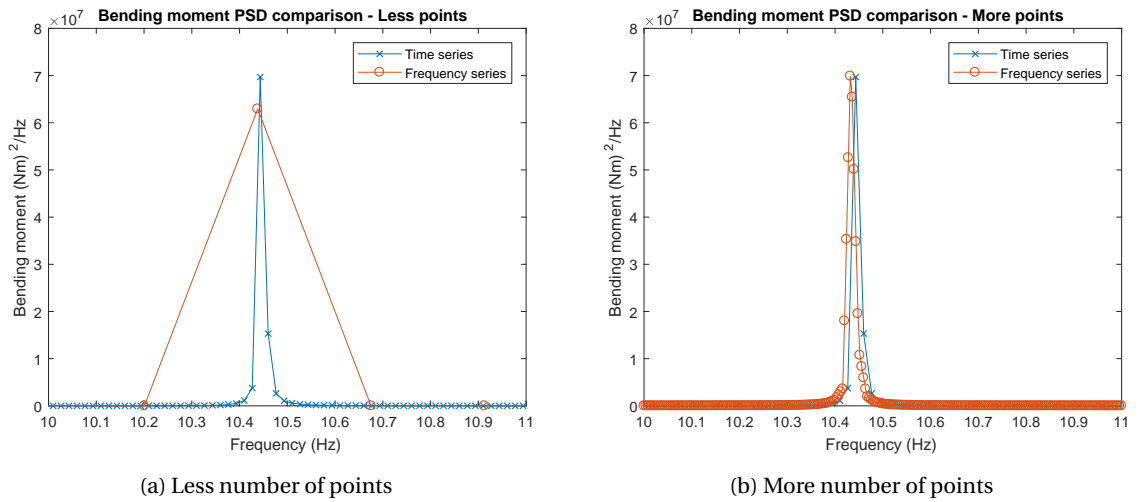 Bending moment PSD comparison - Less points
×10^7
8
7
6
5
4
3
2
1
0
Bending moment (Nm) ^2/Hz
Time series
Frequency series
10 10.1 10.2 10.3 10.4 10.5 10.6 10.7 10.8 10.9 11
Frequency (Hz)
(a) Less number of points
Bending moment PSD comparison - More points
×10^7
8
7
6
5
4
3
2
1
0
Bending moment (Nm) ^2/Hz
Time series
Frequency series
10 10.1 10.2 10.3 10.4 10.5 10.6 10.7 10.8 10.9 11
Frequency (Hz)
(b) More number of points